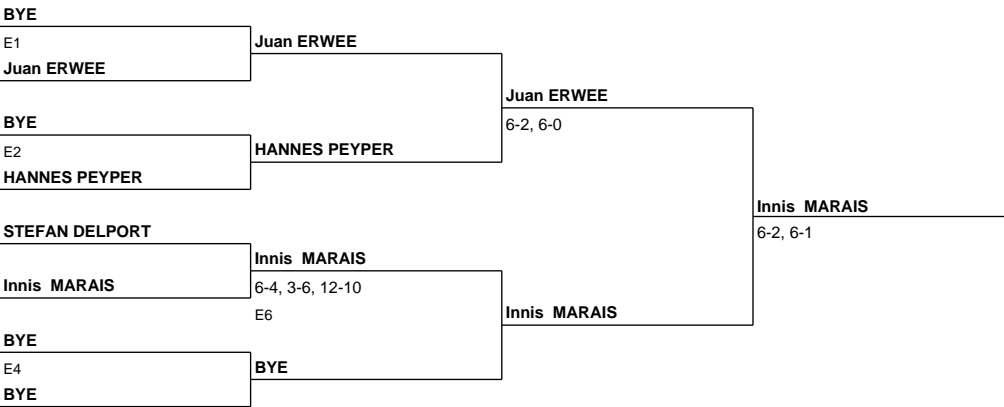 BYE
E1
Juan ERWEE
BYE
E2
HANNES PEYPER
STEFAN DELPORT
Innis  MARAIS
BYE
E4
BYE
Juan ERWEE
HANNES PEYPER
Innis  MARAIS
6-4, 3-6, 12-10
E6
BYE
Juan ERWEE
6-2, 6-0
Innis  MARAIS
Innis  MARAIS
6-2, 6-1